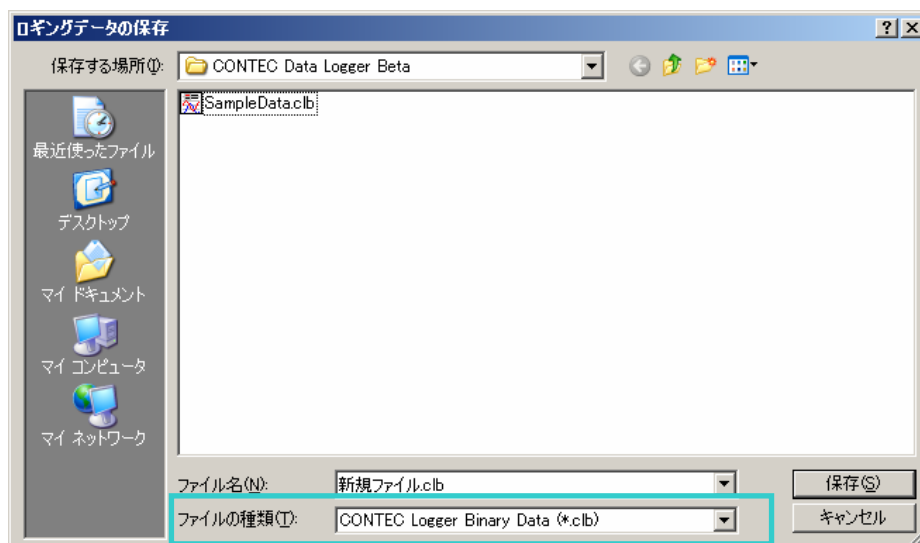 ロギングデータの保存
保存する場所(I):
CONTEC Data Logger Beta
最近使ったファイル
デスクトップ
マイ ドキュメント
マイ コンピュータ
マイ ネットワーク
SampleData.clb
ファイル名(N):
新規ファイル.clb
保存(S)
ファイルの種類(T):
CONTEC Logger Binary Data (*.clb)
キャンセル